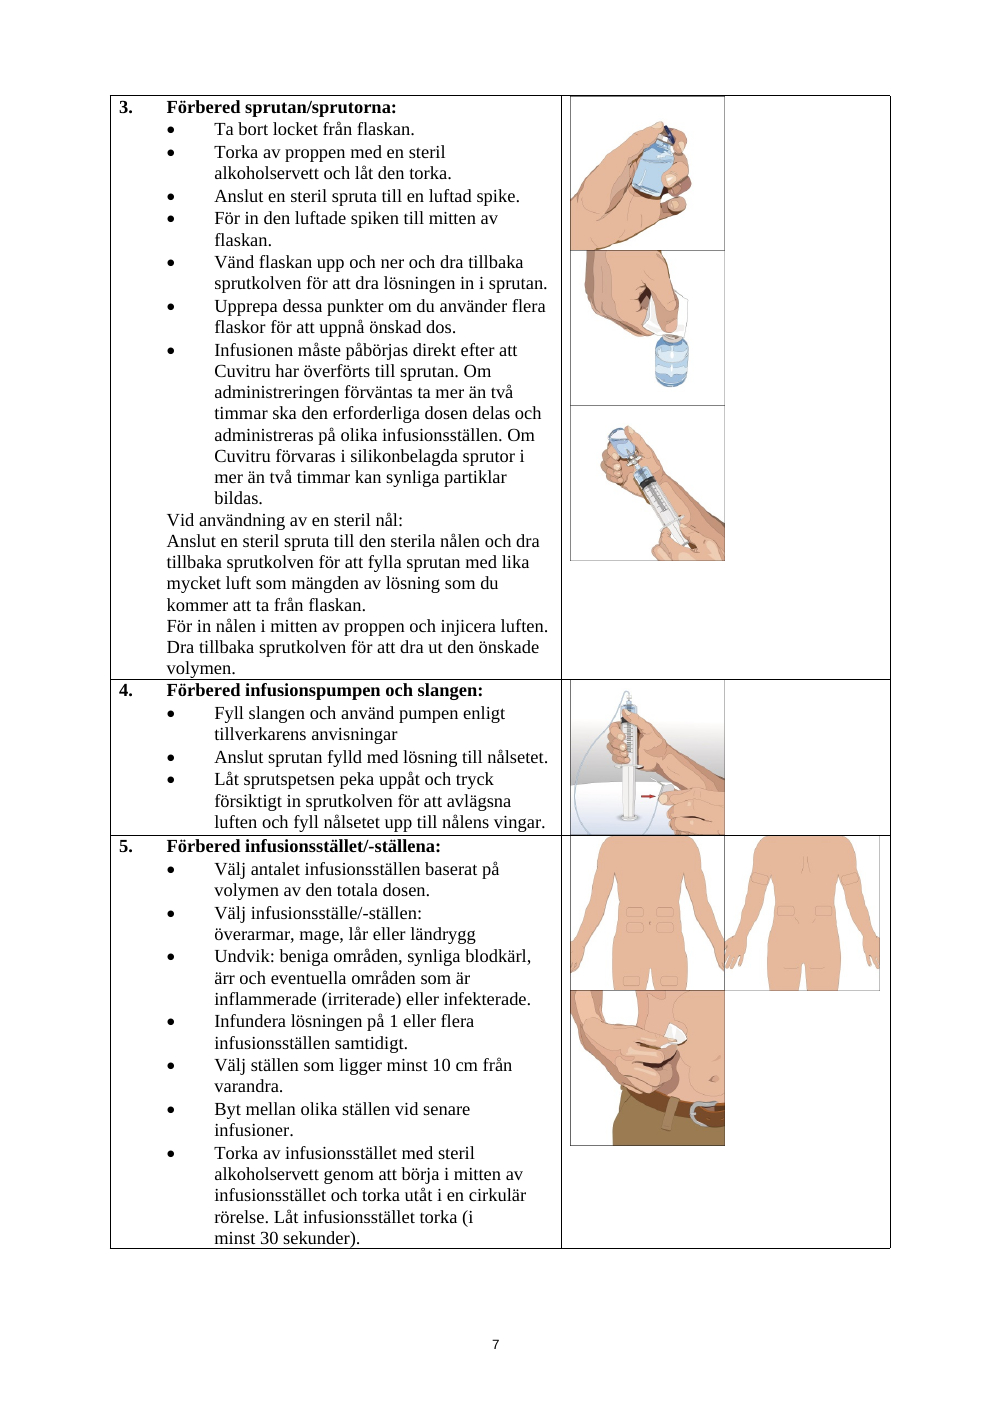 3. Förbered sprutan/sprutorna:
● Ta bort locket från flaskan.
● Torka av proppen med en steril
alkoholservett och låt den torka.
● Anslut en steril spruta till en luftad spike.
● För in den luftade spiken till mitten av
flaskan.
● Vänd flaskan upp och ner och dra tillbaka
sprutkolven för att dra lösningen in i sprutan.
● Upprepa dessa punkter om du använder flera
flaskor för att uppnå önskad dos.
● Infusionen måste påbörjas direkt efter att
Cuvitru har överförts till sprutan. Om
administreringen förväntas ta mer än två
timmar ska den erforderliga dosen delas och
administreras på olika infusionsställen. Om
Cuvitru förvaras i silikonbelagda sprutor i
mer än två timmar kan synliga partiklar
bildas.
Vid användning av en steril nål:
Anslut en steril spruta till den sterila nålen och dra
tillbaka sprutkolven för att fylla sprutan med lika
mycket luft som mängden av lösning som du
kommer att ta från flaskan.
För in nålen i mitten av proppen och injicera luften.
Dra tillbaka sprutkolven för att dra ut den önskade
volymen.
4. Förbered infusionspumpen och slangen:
● Fyll slangen och använd pumpen enligt
tillverkarens anvisningar
● Anslut sprutan fylld med lösning till nålsetet.
● Låt sprutspetsen peka uppåt och tryck
försiktigt in sprutkolven för att avlägsna
luften och fyll nålsetet upp till nålens vingar.
5. Förbered infusionsstället/-ställena:
● Välj antalet infusionsställen baserat på
volymen av den totala dosen.
● Välj infusionsställe/-ställen:
överarmar, mage, lår eller ländrygg
● Undvik: beniga områden, synliga blodkärl,
ärr och eventuella områden som är
inflammerade (irriterade) eller infekterade.
● Infundera lösningen på 1 eller flera
infusionsställen samtidigt.
● Välj ställen som ligger minst 10 cm från
varandra.
● Byt mellan olika ställen vid senare
infusioner.
● Torka av infusionsstället med steril
alkoholservett genom att börja i mitten av
infusionsstället och torka utåt i en cirkulär
rörelse. Låt infusionsstället torka (i
minst 30 sekunder).
7